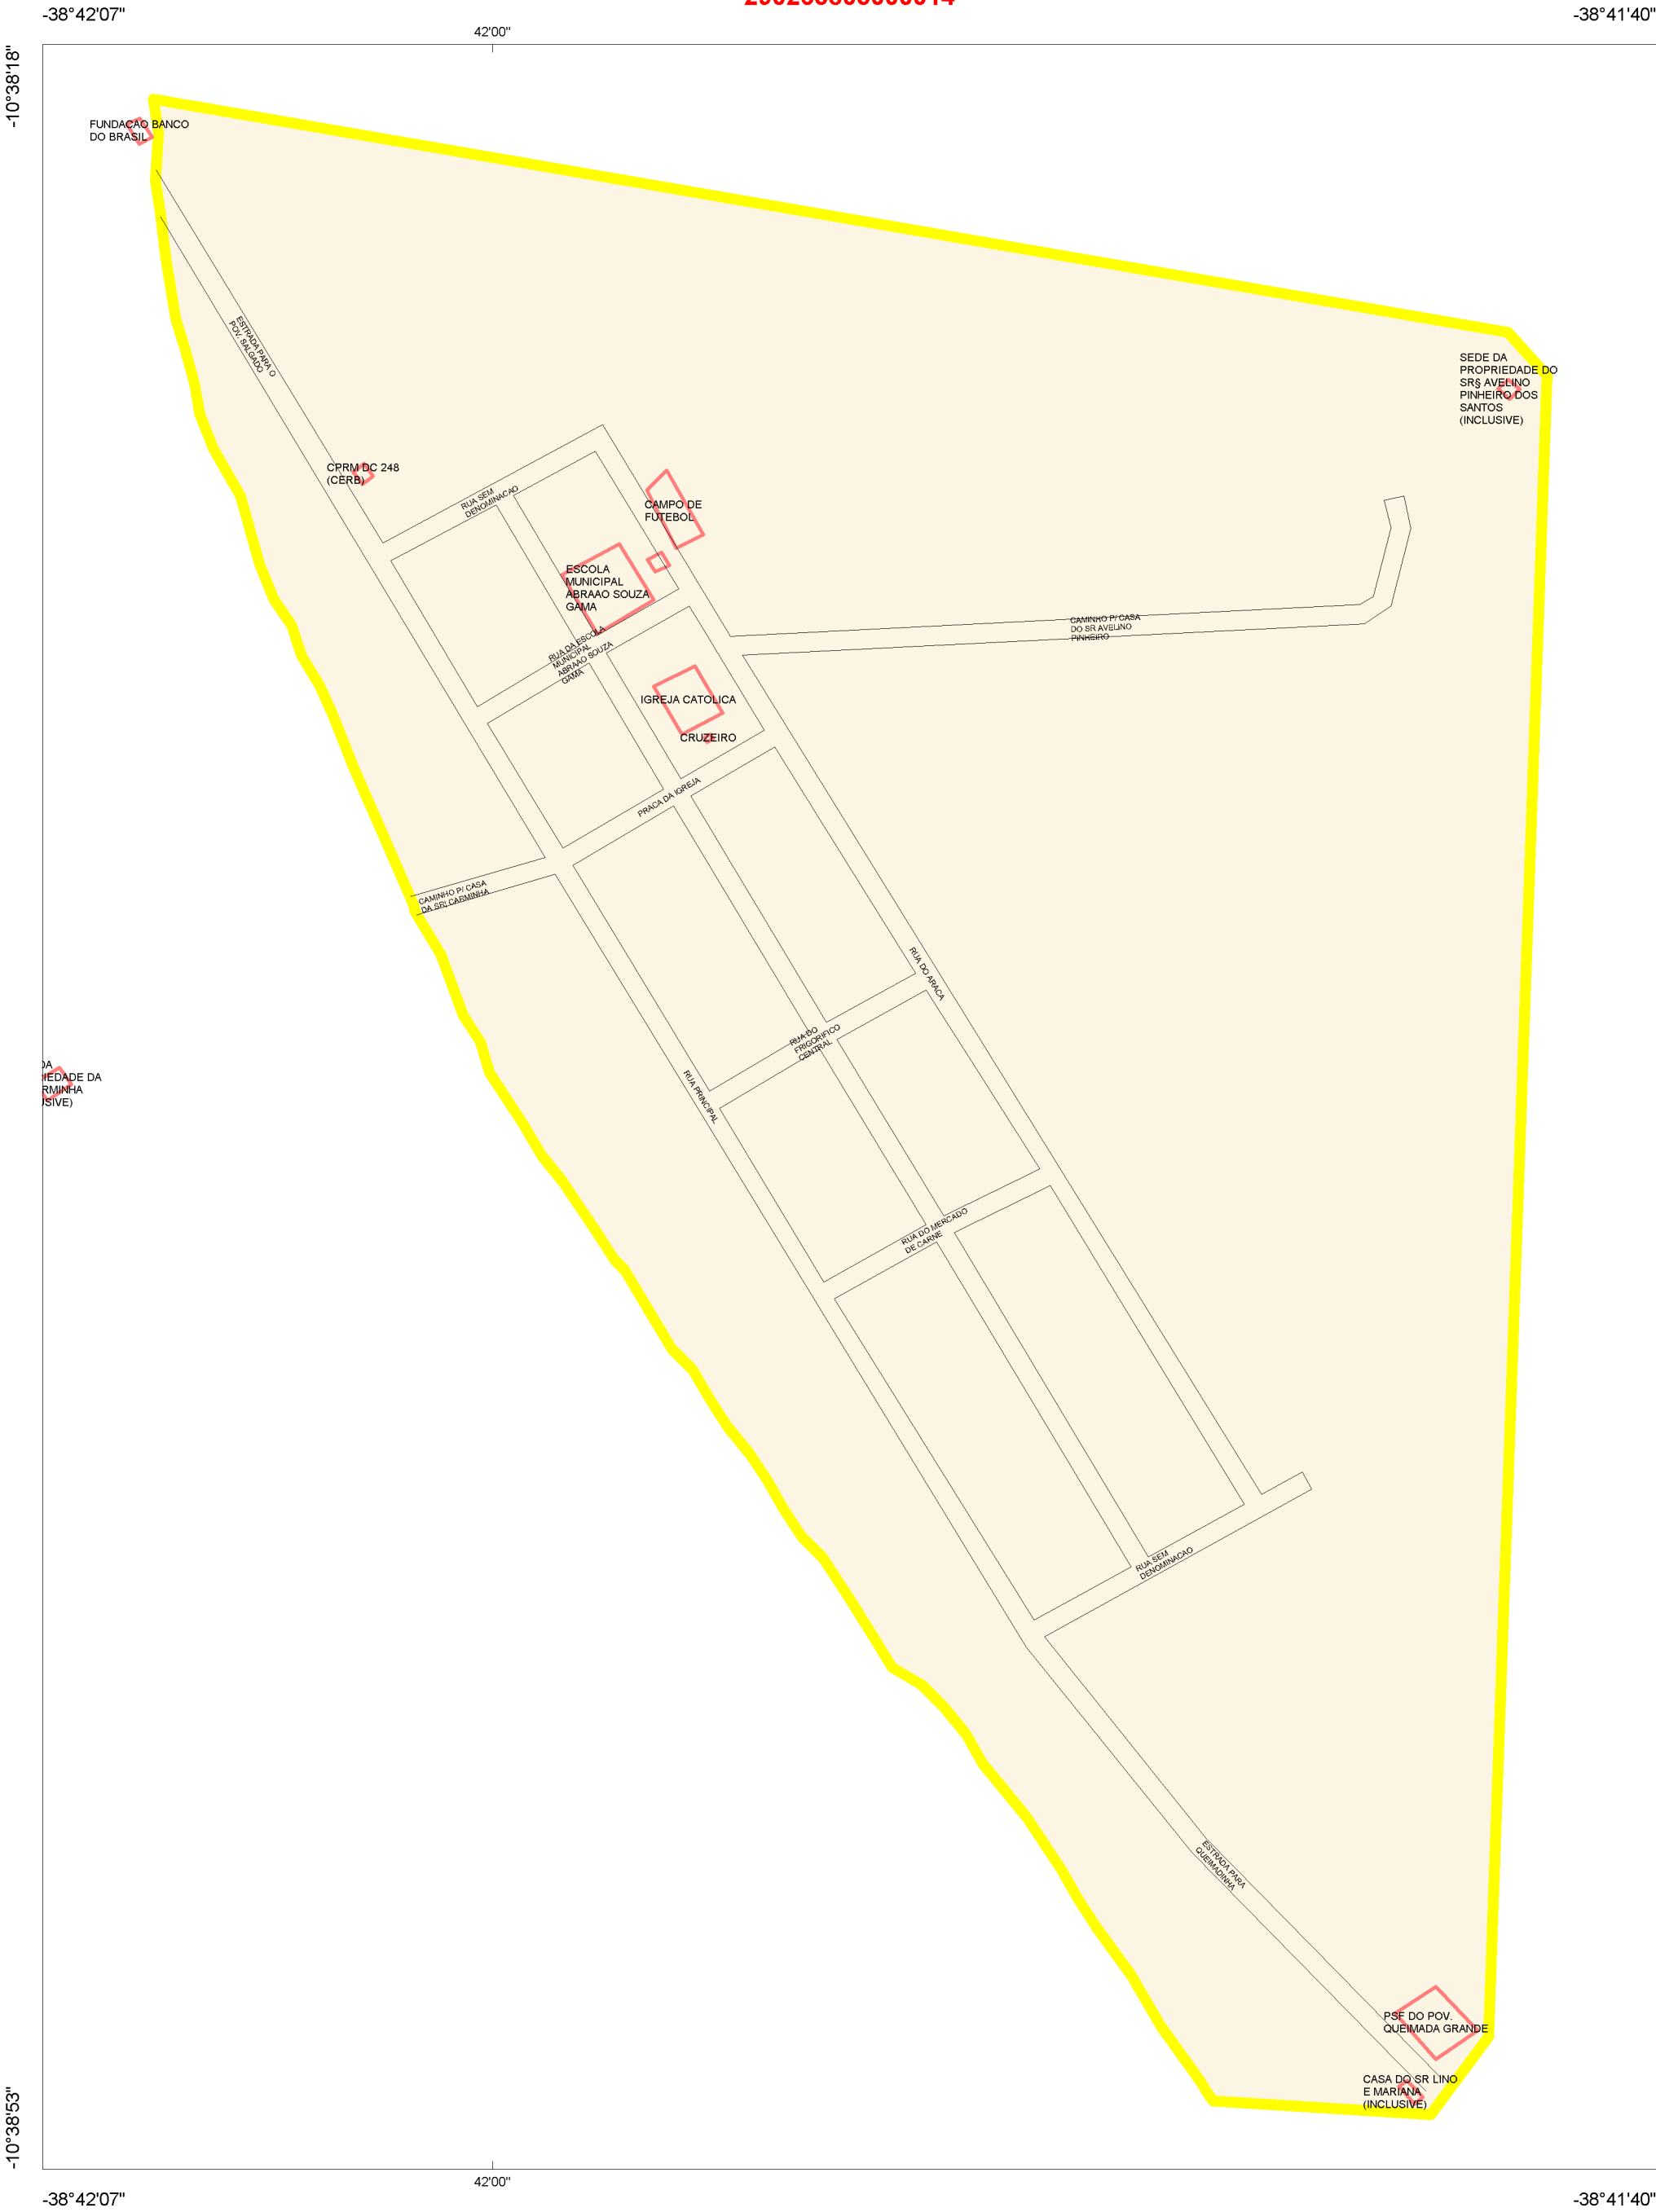 -38°42'07"
-38°41'40"
42'00"
-10°38'18"
FUNDACAO BANCO
DO BRASIL
ESTRADA PARA O
POV. SALGADO
SEDE DA
PROPRIEDADE DO
SR§ AVELINO
PINHEIRO DOS
SANTOS
(INCLUSIVE)
CPRM DC 248
(CERB)
RUA SEM
DENOMINACAO
CAMPO DE
FUTEBOL
ESCOLA
MUNICIPAL
ABRAAO SOUZA
GAMA
CAMINHO P/ CASA
DO SR AVELINO
PINHEIRO
RUA DA ESCOLA
MUNICIPAL
ABRAAO SOUZA
GAMA
IGREJA CATOLICA
CRUZEIRO
PRACA DA IGREJA
CAMINHO P/ CASA
DA SR¦ CARMINHA
RUA DO ARACA
RUA DO
FRIGORIFICO
CENTRAL
DA
IEDADE DA
RMINHA
USIVE)
RUA PRINCIPAL
RUA DO MERCADO
DE CARNE
RUA SEM
DENOMINACAO
ESTRADA PARA
QUEIMADINHA
PSF DO POV.
QUEIMADA GRANDE
CASA DO SR LINO
E MARIANA
(INCLUSIVE)
-10°38'53"
42'00"
-38°42'07"
-38°41'40"